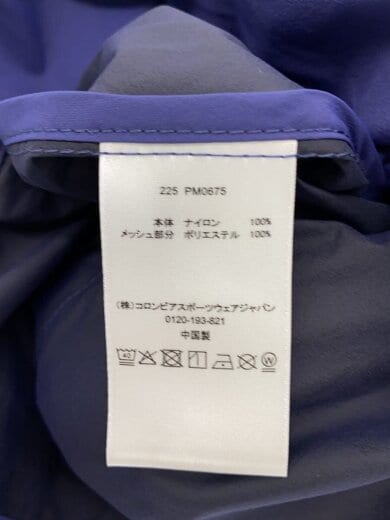 225 PM0675
本体 ナイロン 100%
メッシュ部分 ポリエステル 100%
(株)コロンビアスポーツウェアジャパン
0120-193-821
中国製